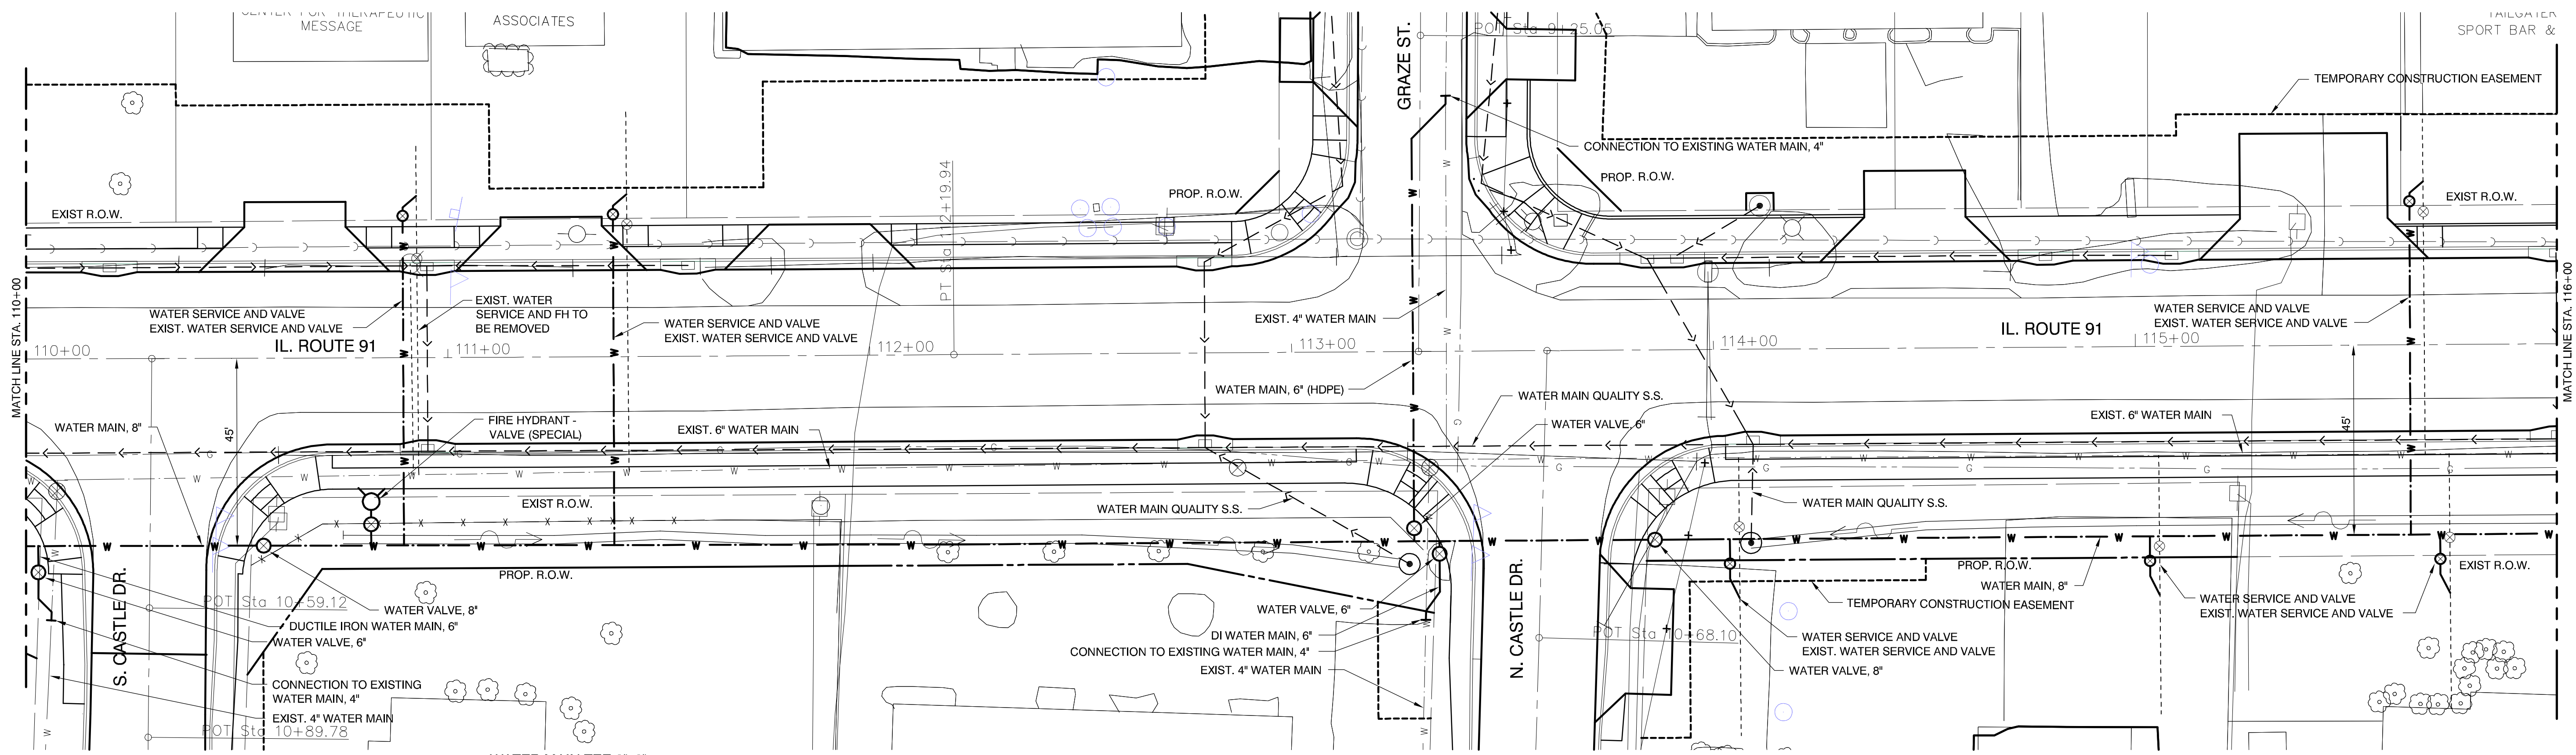 CENTER FOR THERAPEUTIC
MESSAGE
ASSOCIATES
GRAZE ST.
POT Sta 9+25.05
TAILGATER
SPORT BAR &
TEMPORARY CONSTRUCTION EASEMENT
CONNECTION TO EXISTING WATER MAIN, 4"
PROP. R.O.W.
PROP. R.O.W.
EXIST R.O.W.
EXIST R.O.W.
PT Sta 112+19.94
MATCH LINE STA. 110+00
MATCH LINE STA. 116+00
WATER SERVICE AND VALVE
EXIST. WATER SERVICE AND VALVE
EXIST. WATER
SERVICE AND FH TO
BE REMOVED
WATER SERVICE AND VALVE
EXIST. WATER SERVICE AND VALVE
EXIST. 4" WATER MAIN
WATER SERVICE AND VALVE
EXIST. WATER SERVICE AND VALVE
IL. ROUTE 91
IL. ROUTE 91
110+00
111+00
112+00
113+00
114+00
115+00
WATER MAIN, 6" (HDPE)
WATER MAIN QUALITY S.S.
WATER VALVE, 6"
WATER MAIN, 8"
45'
FIRE HYDRANT -
VALVE (SPECIAL)
EXIST. 6" WATER MAIN
EXIST. 6" WATER MAIN
45'
EXIST R.O.W.
WATER MAIN QUALITY S.S.
WATER MAIN QUALITY S.S.
PROP. R.O.W.
PROP. R.O.W.
EXIST R.O.W.
WATER MAIN, 8"
S. CASTLE DR.
N. CASTLE DR.
POT Sta 10+59.12
WATER VALVE, 8"
DUCTILE IRON WATER MAIN, 6"
WATER VALVE, 6"
CONNECTION TO EXISTING
WATER MAIN, 4"
EXIST. 4" WATER MAIN
POT Sta 10+89.78
WATER VALVE, 6"
DI WATER MAIN, 6"
CONNECTION TO EXISTING WATER MAIN, 4"
EXIST. 4" WATER MAIN
POT Sta 10+68.10
TEMPORARY CONSTRUCTION EASEMENT
WATER SERVICE AND VALVE
EXIST. WATER SERVICE AND VALVE
WATER VALVE, 8"
WATER SERVICE AND VALVE
EXIST. WATER SERVICE AND VALVE